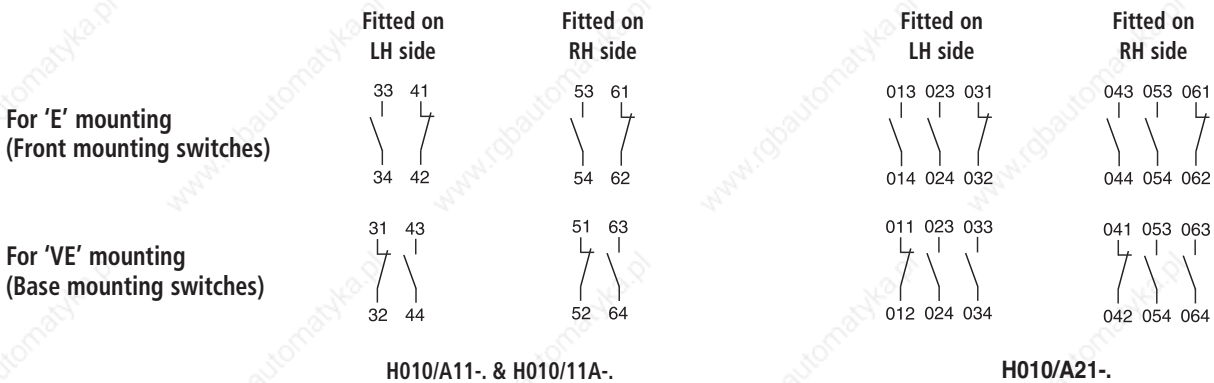 Fitted on LH side
Fitted on RH side
Fitted on LH side
Fitted on RH side
For ‘E’ mounting
(Front mounting switches)
33 41
34 42
53 61
54 62
013 023 031
014 024 032
043 053 061
044 054 062
For ‘VE’ mounting
(Base mounting switches)
31 43
32 44
51 63
52 64
011 023 033
012 024 034
041 053 063
042 054 064
H010/A11-. & H010/11A-.
H010/A21-.
www.rgbautomatyka.pl